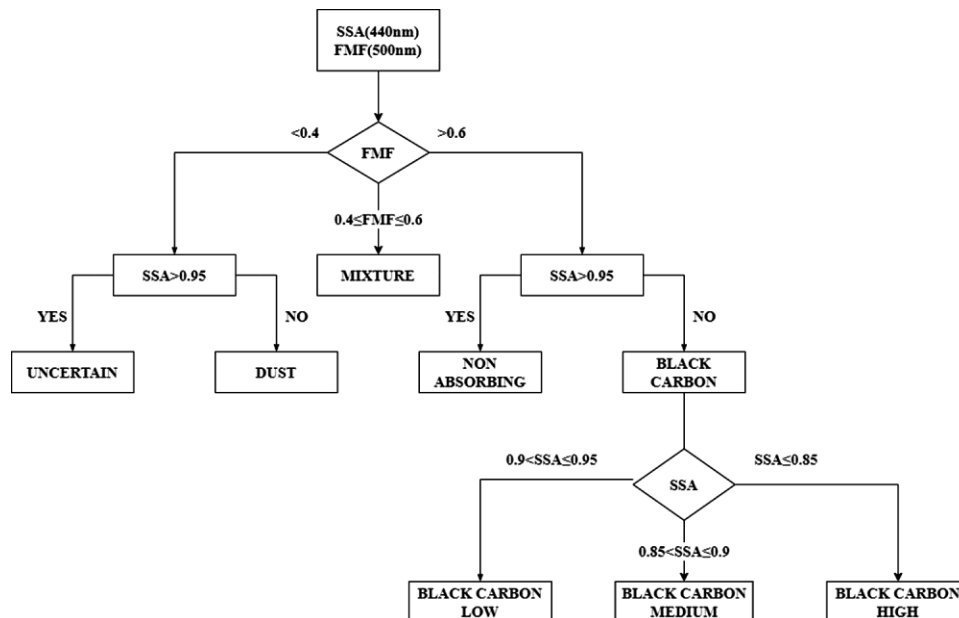 SSA(440nm)
FMF(500nm)
<0.4
>0.6
FMF
0.4≤FMF≤0.6
SSA>0.95
MIXTURE
SSA>0.95
YES
NO
YES
NO
UNCERTAIN
DUST
NON
ABSORBING
BLACK
CARBON
0.9<SSA≤0.95
SSA≤0.85
SSA
0.85<SSA≤0.9
BLACK CARBON
LOW
BLACK CARBON
MEDIUM
BLACK CARBON
HIGH